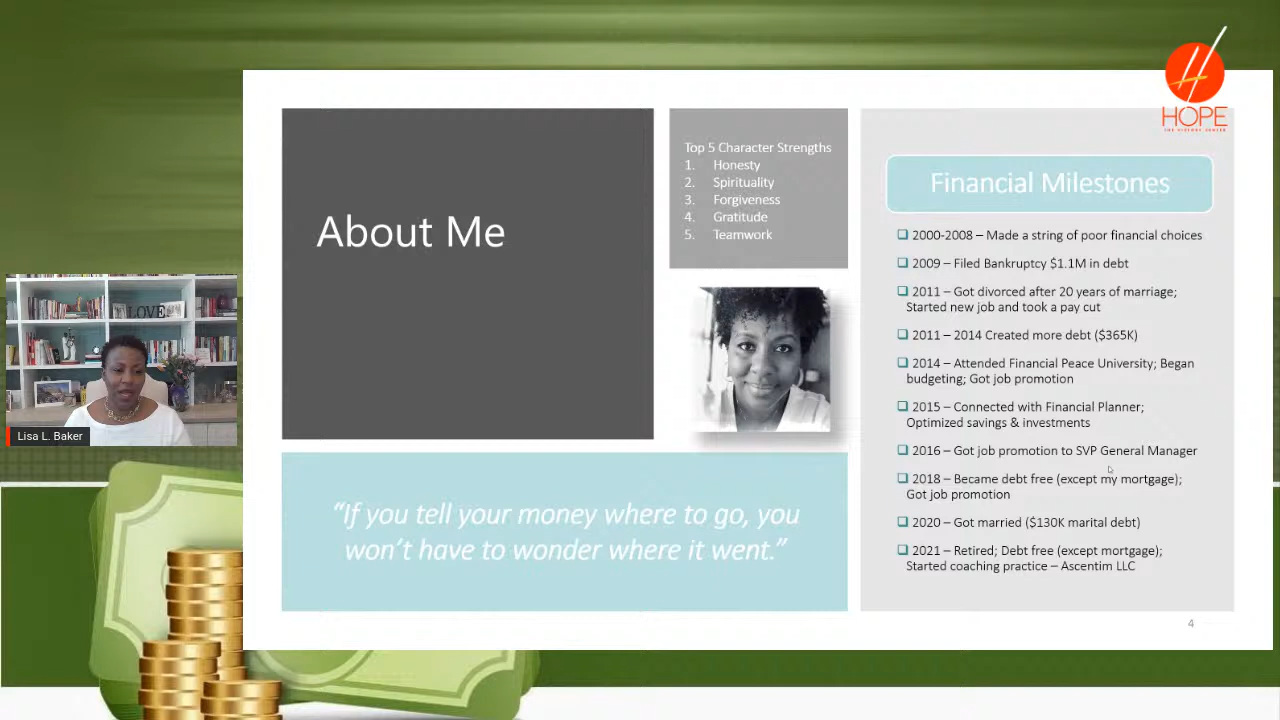 HOPE
THE VICTORY CENTER
About Me
Top 5 Character Strengths
1. Honesty
2. Spirituality
3. Forgiveness
4. Gratitude
5. Teamwork
“If you tell your money where to go, you
won’t have to wonder where it went.”
Financial Milestones
2000-2008 – Made a string of poor financial choices
2009 – Filed Bankruptcy $1.1M in debt
2011 – Got divorced after 20 years of marriage;
Started new job and took a pay cut
2011 – 2014 Created more debt ($365K)
2014 – Attended Financial Peace University; Began
budgeting; Got job promotion
2015 – Connected with Financial Planner;
Optimized savings & investments
2016 – Got job promotion to SVP General Manager
2018 – Became debt free (except my mortgage);
Got job promotion
2020 – Got married ($130K marital debt)
2021 – Retired; Debt free (except mortgage);
Started coaching practice – Ascentim LLC
4
LOVE
Lisa L. Baker